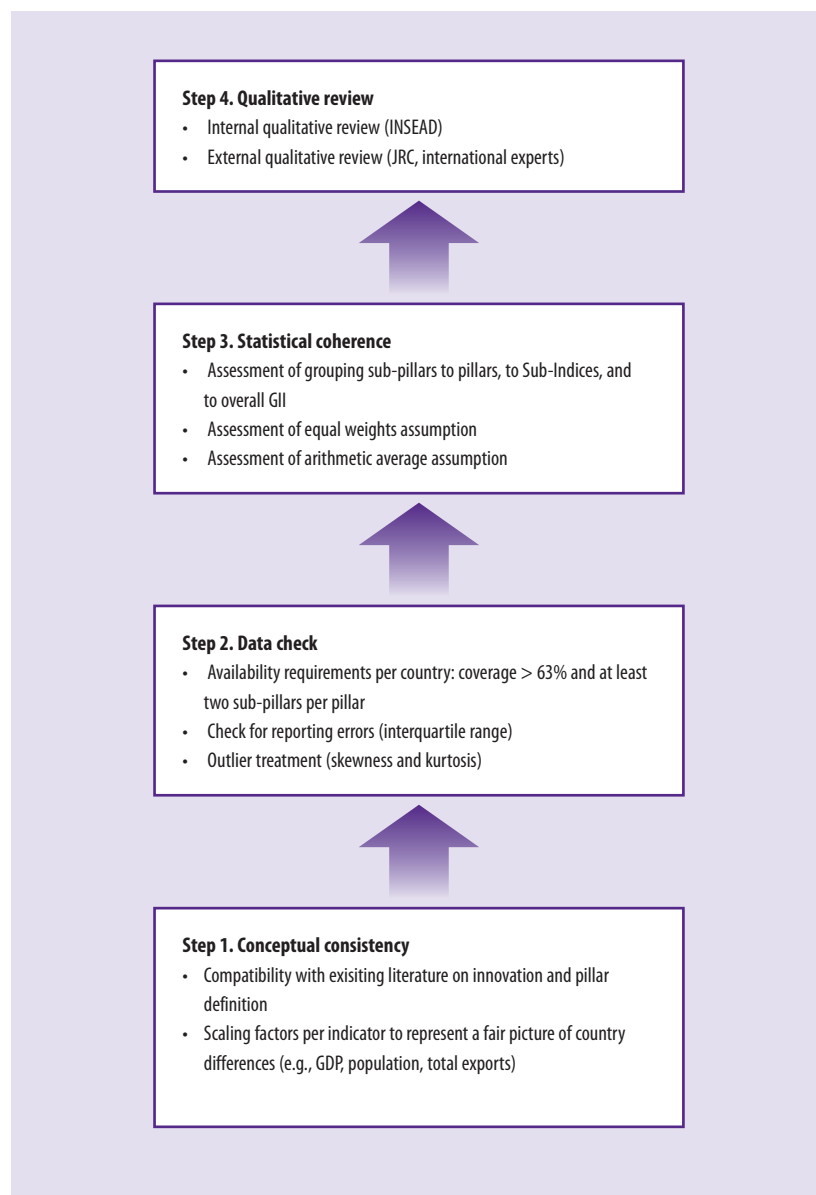 Step 4. Qualitative review
• Internal qualitative review (INSEAD)
• External qualitative review (JRC, international experts)
Step 3. Statistical coherence
• Assessment of grouping sub-pillars to pillars, to Sub-Indices, and
to overall GII
• Assessment of equal weights assumption
• Assessment of arithmetic average assumption
Step 2. Data check
• Availability requirements per country: coverage > 63% and at least
two sub-pillars per pillar
• Check for reporting errors (interquartile range)
• Outlier treatment (skewness and kurtosis)
Step 1. Conceptual consistency
• Compatibility with exisiting literature on innovation and pillar
definition
• Scaling factors per indicator to represent a fair picture of country
differences (e.g., GDP, population, total exports)